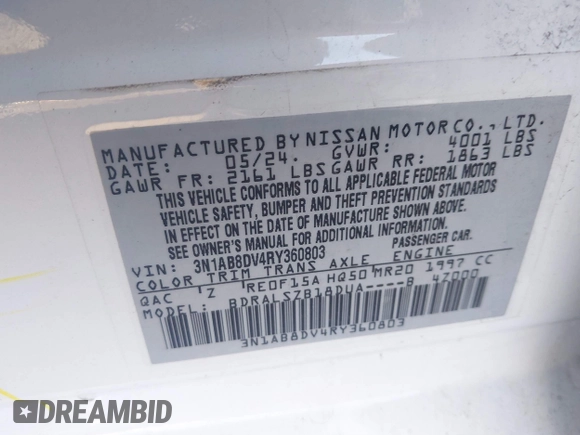 MANUFACTURED BY NISSAN MOTOR CO., LTD.
DATE: 05/24. GVWR: 4001 LBS
GAWR FR: 2161 LBS GAWR RR: 1863 LBS
THIS VEHICLE CONFORMS TO ALL APPLICABLE FEDERAL MOTOR
VEHICLE SAFETY, BUMPER AND THEFT PREVENTION STANDARDS
IN EFFECT ON THE DATE OF MANUFACTURE SHOWN ABOVE.
SEE OWNER'S MANUAL FOR ADDITIONAL INFORMATION.
VIN: 3N1AB8DV4RY360803 PASSENGER CAR.
COLOR TRIM TRANS AXLE ENGINE
QAC 'Z RE0F15A HQ50 MR20 1997 CC
MODEL: BDRALSZB18DUA----B 47000
3N1AB8DV4RY360803
DREAMBID